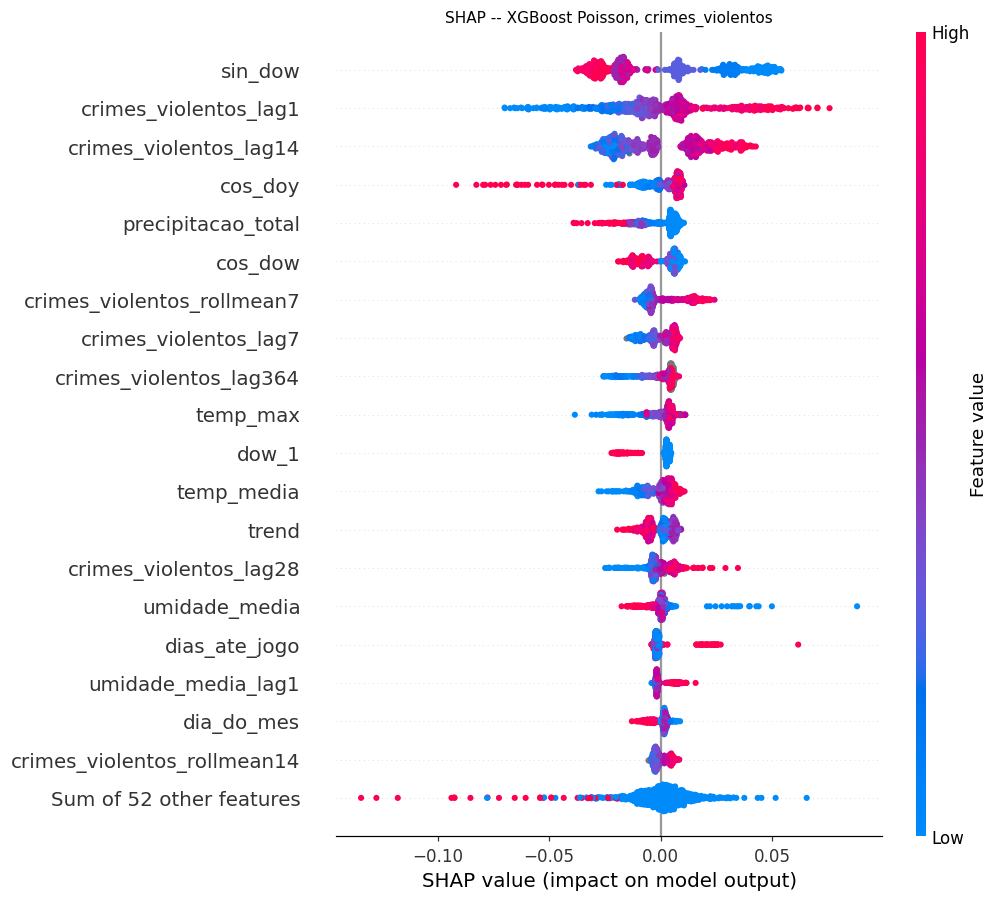 SHAP -- XGBoost Poisson, crimes_violentos
High
sin_dow
crimes_violentos_lag1
crimes_violentos_lag14
cos_doy
precipitacao_total
cos_dow
crimes_violentos_rollmean7
crimes_violentos_lag7
crimes_violentos_lag364
temp_max
dow_1
temp_media
trend
crimes_violentos_lag28
umidade_media
dias_ate_jogo
umidade_media_lag1
dia_do_mes
crimes_violentos_rollmean14
Sum of 52 other features
Feature value
Low
−0.10 −0.05 0.00 0.05
SHAP value (impact on model output)